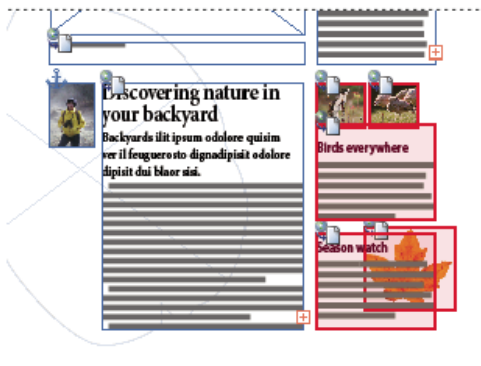 Discovering nature in
your backyard
Backyards ilit ipsum odolore quisim
ver il feuguerosto dignadipisit odolore
dipisit dui blaor sisi.
Birds everywhere
Season watch